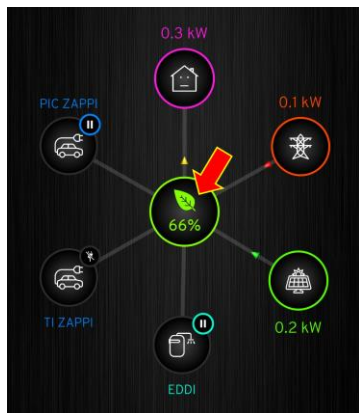 0.3 kW
PIC ZAPPI
0.1 kW
66%
TI ZAPPI
0.2 kW
EDDI